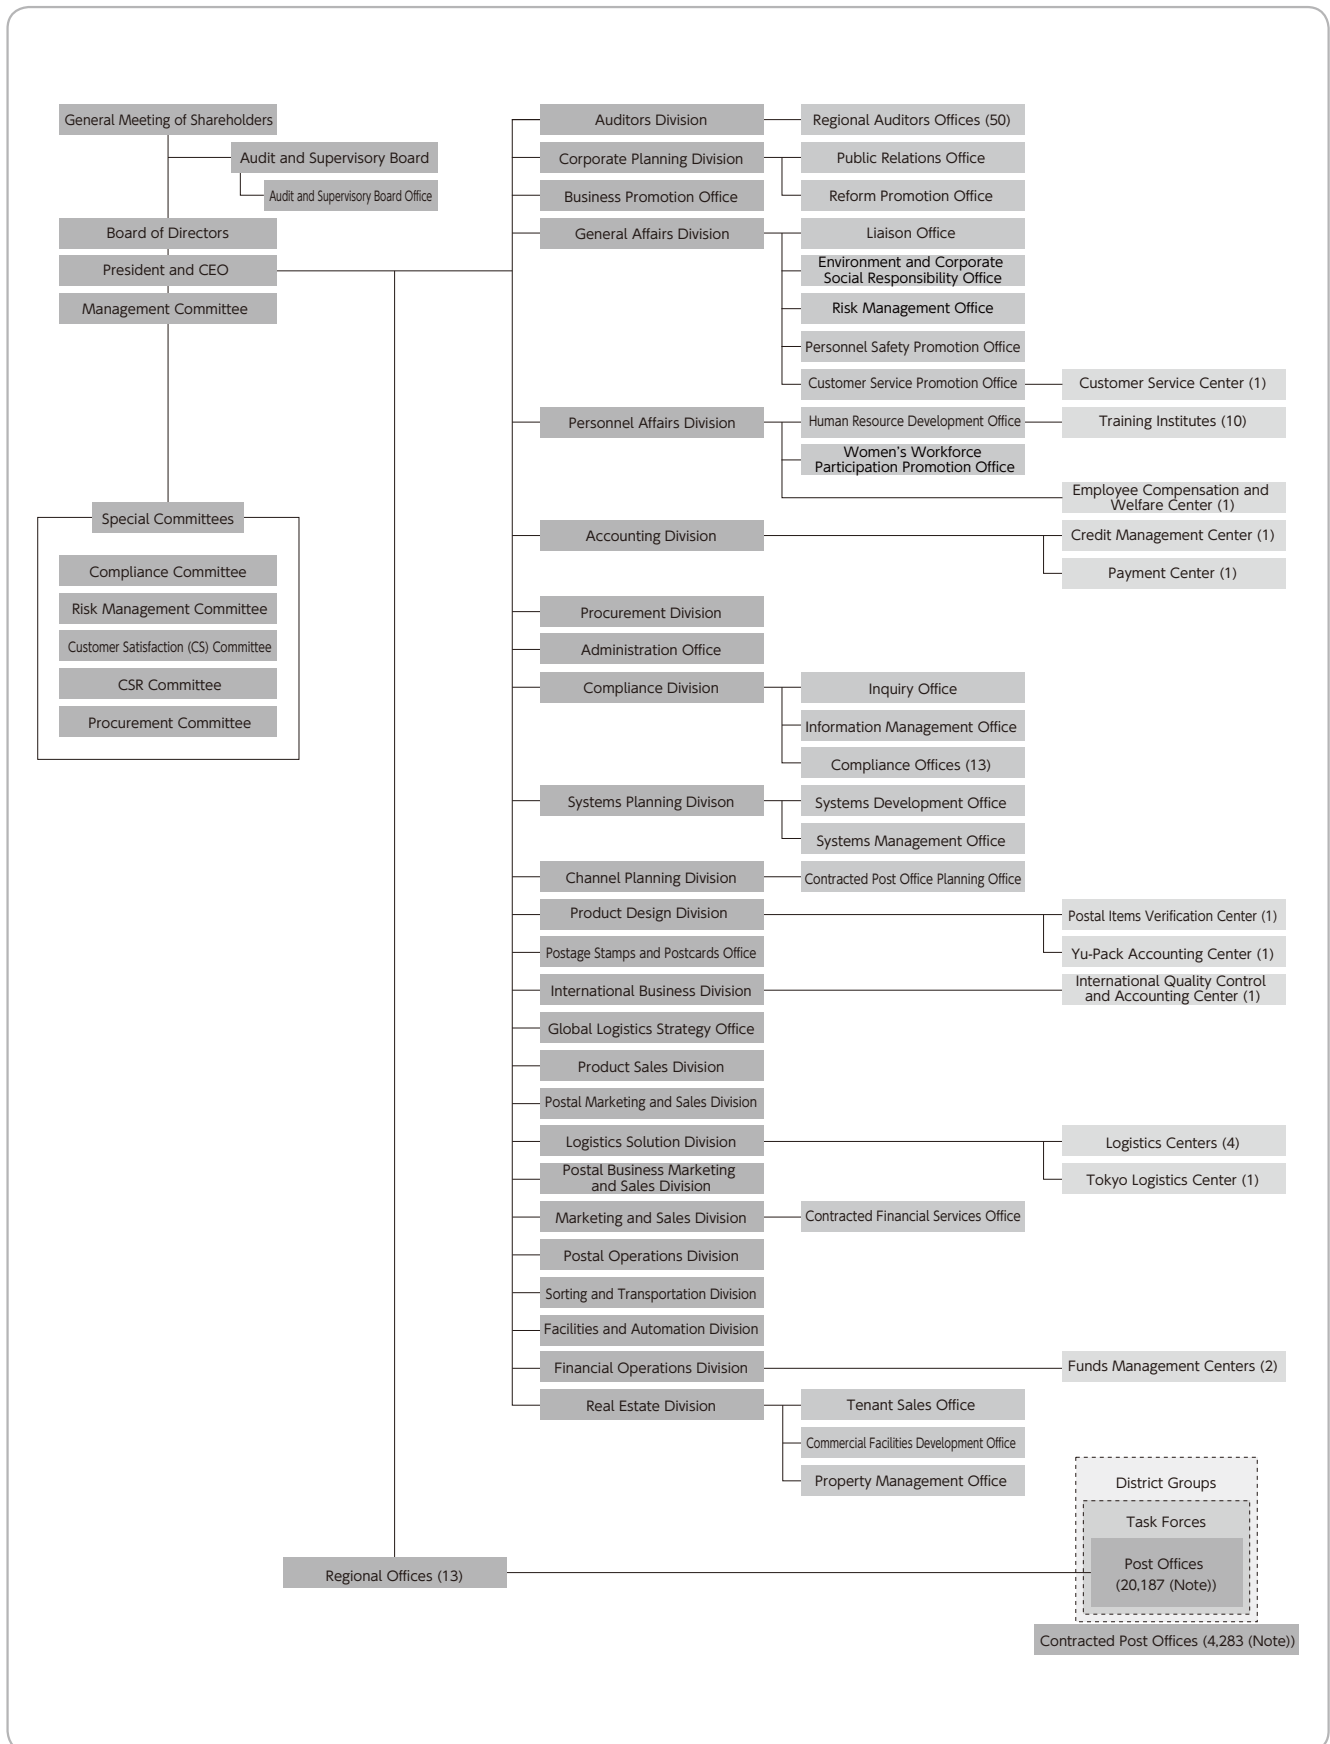 General Meeting of Shareholders
Audit and Supervisory Board
Audit and Supervisory Board Office
Board of Directors
President and CEO
Management Committee
Special Committees
Compliance Committee
Risk Management Committee
Customer Satisfaction (CS) Committee
CSR Committee
Procurement Committee
Auditors Division
Regional Auditors Offices (50)
Corporate Planning Division
Public Relations Office
Reform Promotion Office
Business Promotion Office
General Affairs Division
Liaison Office
Environment and Corporate
Social Responsibility Office
Risk Management Office
Personnel Safety Promotion Office
Customer Service Promotion Office
Customer Service Center (1)
Personnel Affairs Division
Human Resource Development Office
Training Institutes (10)
Women's Workforce
Participation Promotion Office
Employee Compensation and
Welfare Center (1)
Accounting Division
Credit Management Center (1)
Payment Center (1)
Procurement Division
Administration Office
Compliance Division
Inquiry Office
Information Management Office
Compliance Offices (13)
Systems Planning Divison
Systems Development Office
Systems Management Office
Channel Planning Division
Contracted Post Office Planning Office
Product Design Division
Postal Items Verification Center (1)
Yu-Pack Accounting Center (1)
Postage Stamps and Postcards Office
International Business Division
International Quality Control
and Accounting Center (1)
Global Logistics Strategy Office
Product Sales Division
Postal Marketing and Sales Division
Logistics Solution Division
Logistics Centers (4)
Tokyo Logistics Center (1)
Postal Business Marketing
and Sales Division
Marketing and Sales Division
Contracted Financial Services Office
Postal Operations Division
Sorting and Transportation Division
Facilities and Automation Division
Financial Operations Division
Funds Management Centers (2)
Real Estate Division
Tenant Sales Office
Commercial Facilities Development Office
Property Management Office
Regional Offices (13)
District Groups
Task Forces
Post Offices
(20,187 (Note))
Contracted Post Offices (4,283 (Note))